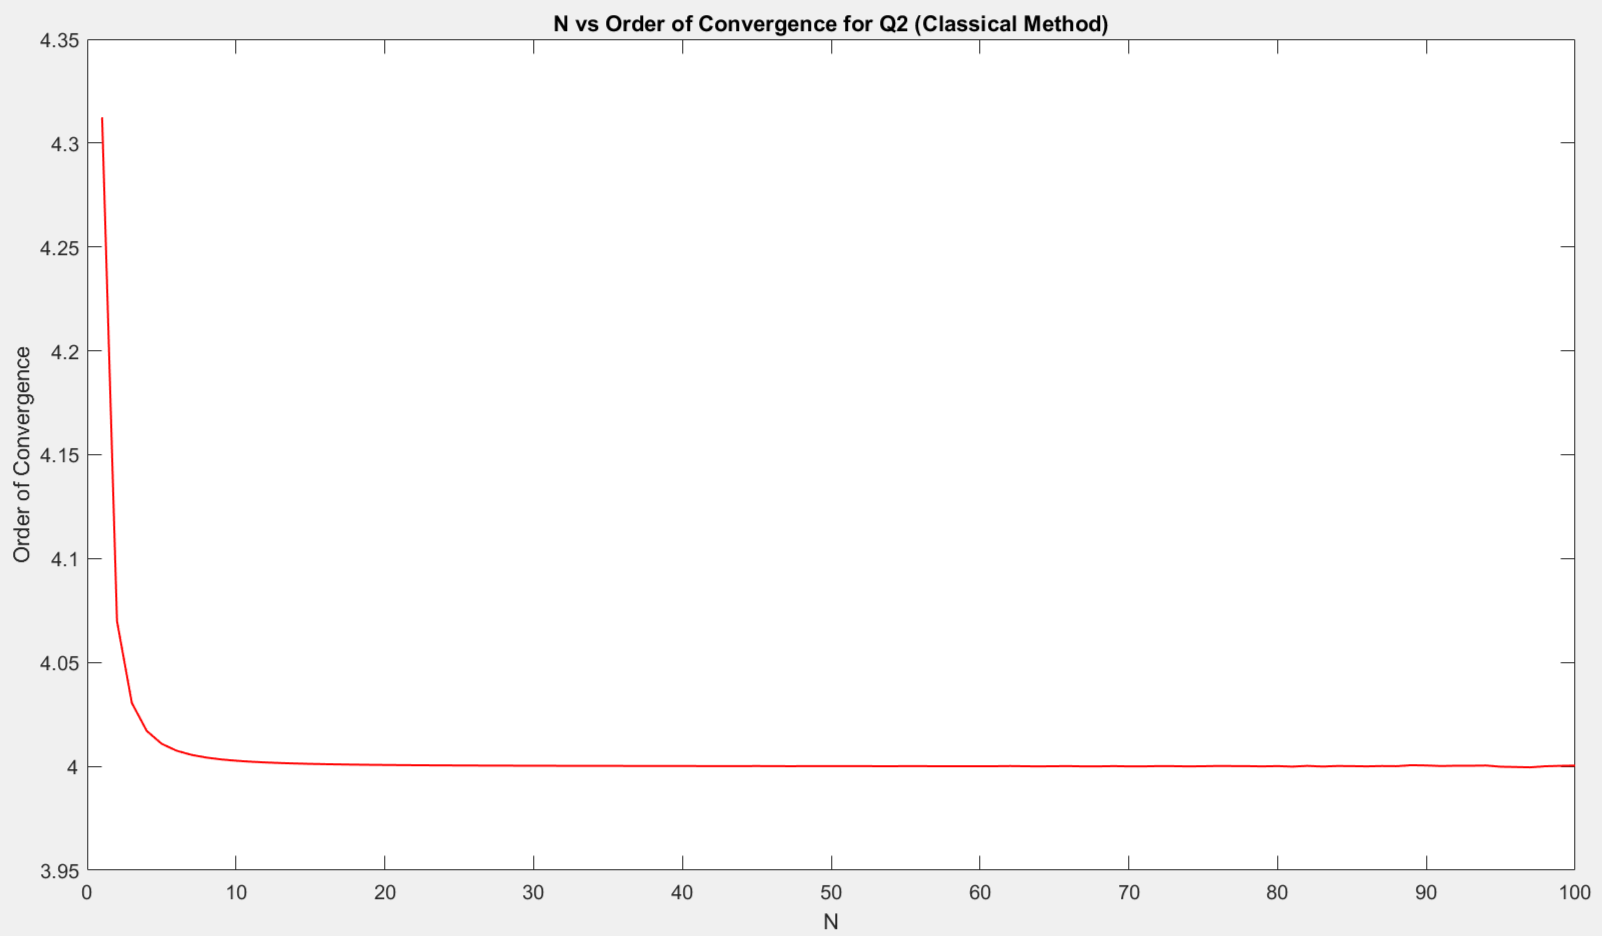 N vs Order of Convergence for Q2 (Classical Method)
4.35
4.3
4.25
4.2
4.15
4.1
4.05
4
3.95
Order of Convergence
0 10 20 30 40 50 60 70 80 90 100
N